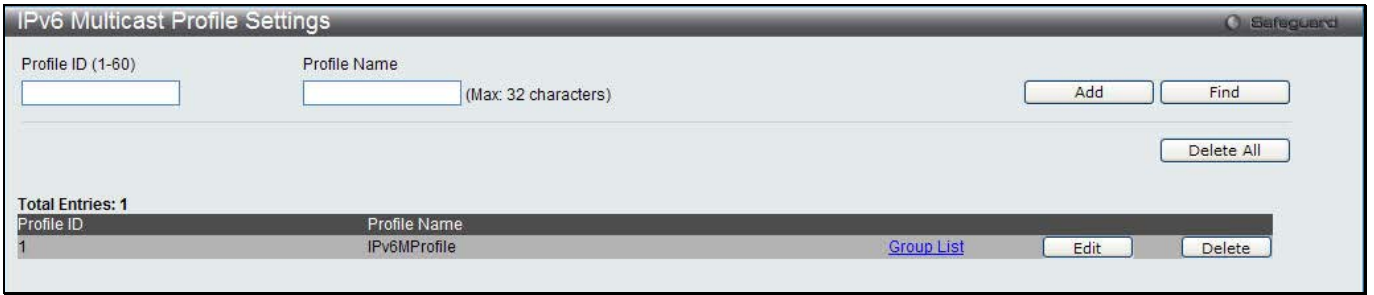 IPv6 Multicast Profile Settings
Safeguard
Profile ID (1-60) Profile Name
(Max: 32 characters) Add Find
Delete All
Total Entries: 1
Profile ID Profile Name
1 IPv6MProfile Group List Edit Delete